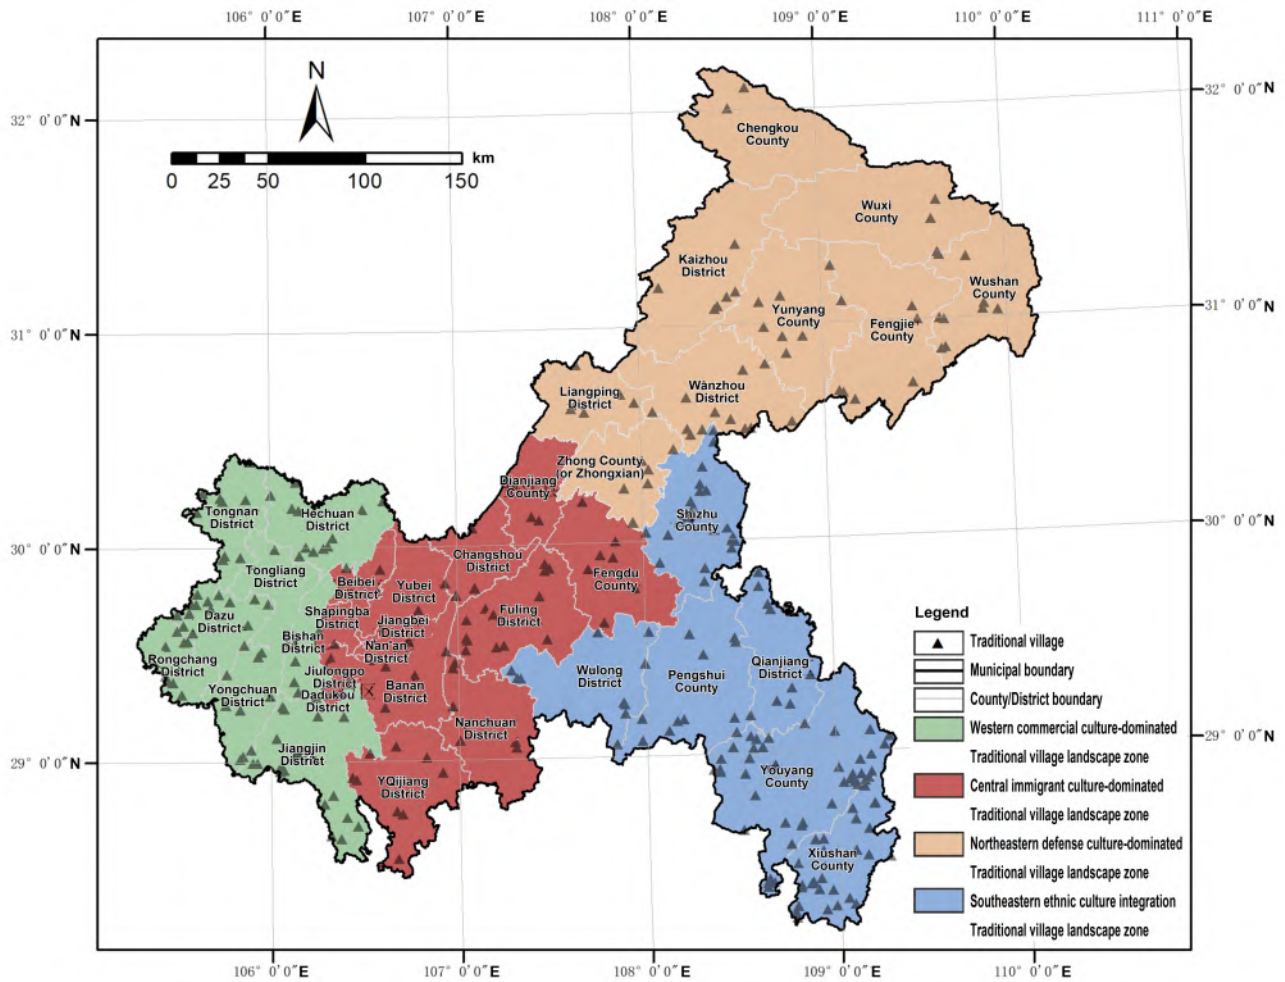 106° 0′0″E 107° 0′0″E 108° 0′0″E 109° 0′0″E 110° 0′0″E 111° 0′0″E
N
32° 0′0″N
32° 0′0″N
km
0 25 50 100 150
Chengkou
County
Wuxi
County
Kaizhou
District
Wushan
County
31° 0′0″N
31° 0′0″N
Yunyang
County
Fengjie
County
Wanzhou
District
Liangping
District
Zhong County
(or Zhongxian)
Dianjiang
County
Tongnan
District
Hechuan
District
Shizhu
County
30° 0′0″N
30° 0′0″N
Changshou
District
Tongliang
District
Beibei
District
Yubei
District
Fengdu
County
Shapingba
District
Dazu
District
Jiangbei
District
Fuling
District
Bishan
District
Nan'an
District
Rongchang
District
Jiulongpo
District
Dadukou
District
Wulong
District
Pengshui
County
Qianjiang
District
Yongchuan
District
Banan
District
Nanchuan
District
29° 0′0″N
29° 0′0″N
Jiangjin
District
YQijiang
District
Youyang
County
Xiushan
County
Legend
Traditional village
Municipal boundary
County/District boundary
Western commercial culture-dominated
Traditional village landscape zone
Central immigrant culture-dominated
Traditional village landscape zone
Northeastern defense culture-dominated
Traditional village landscape zone
Southeastern ethnic culture integration
Traditional village landscape zone
106° 0′0″E 107° 0′0″E 108° 0′0″E 109° 0′0″E 110° 0′0″E